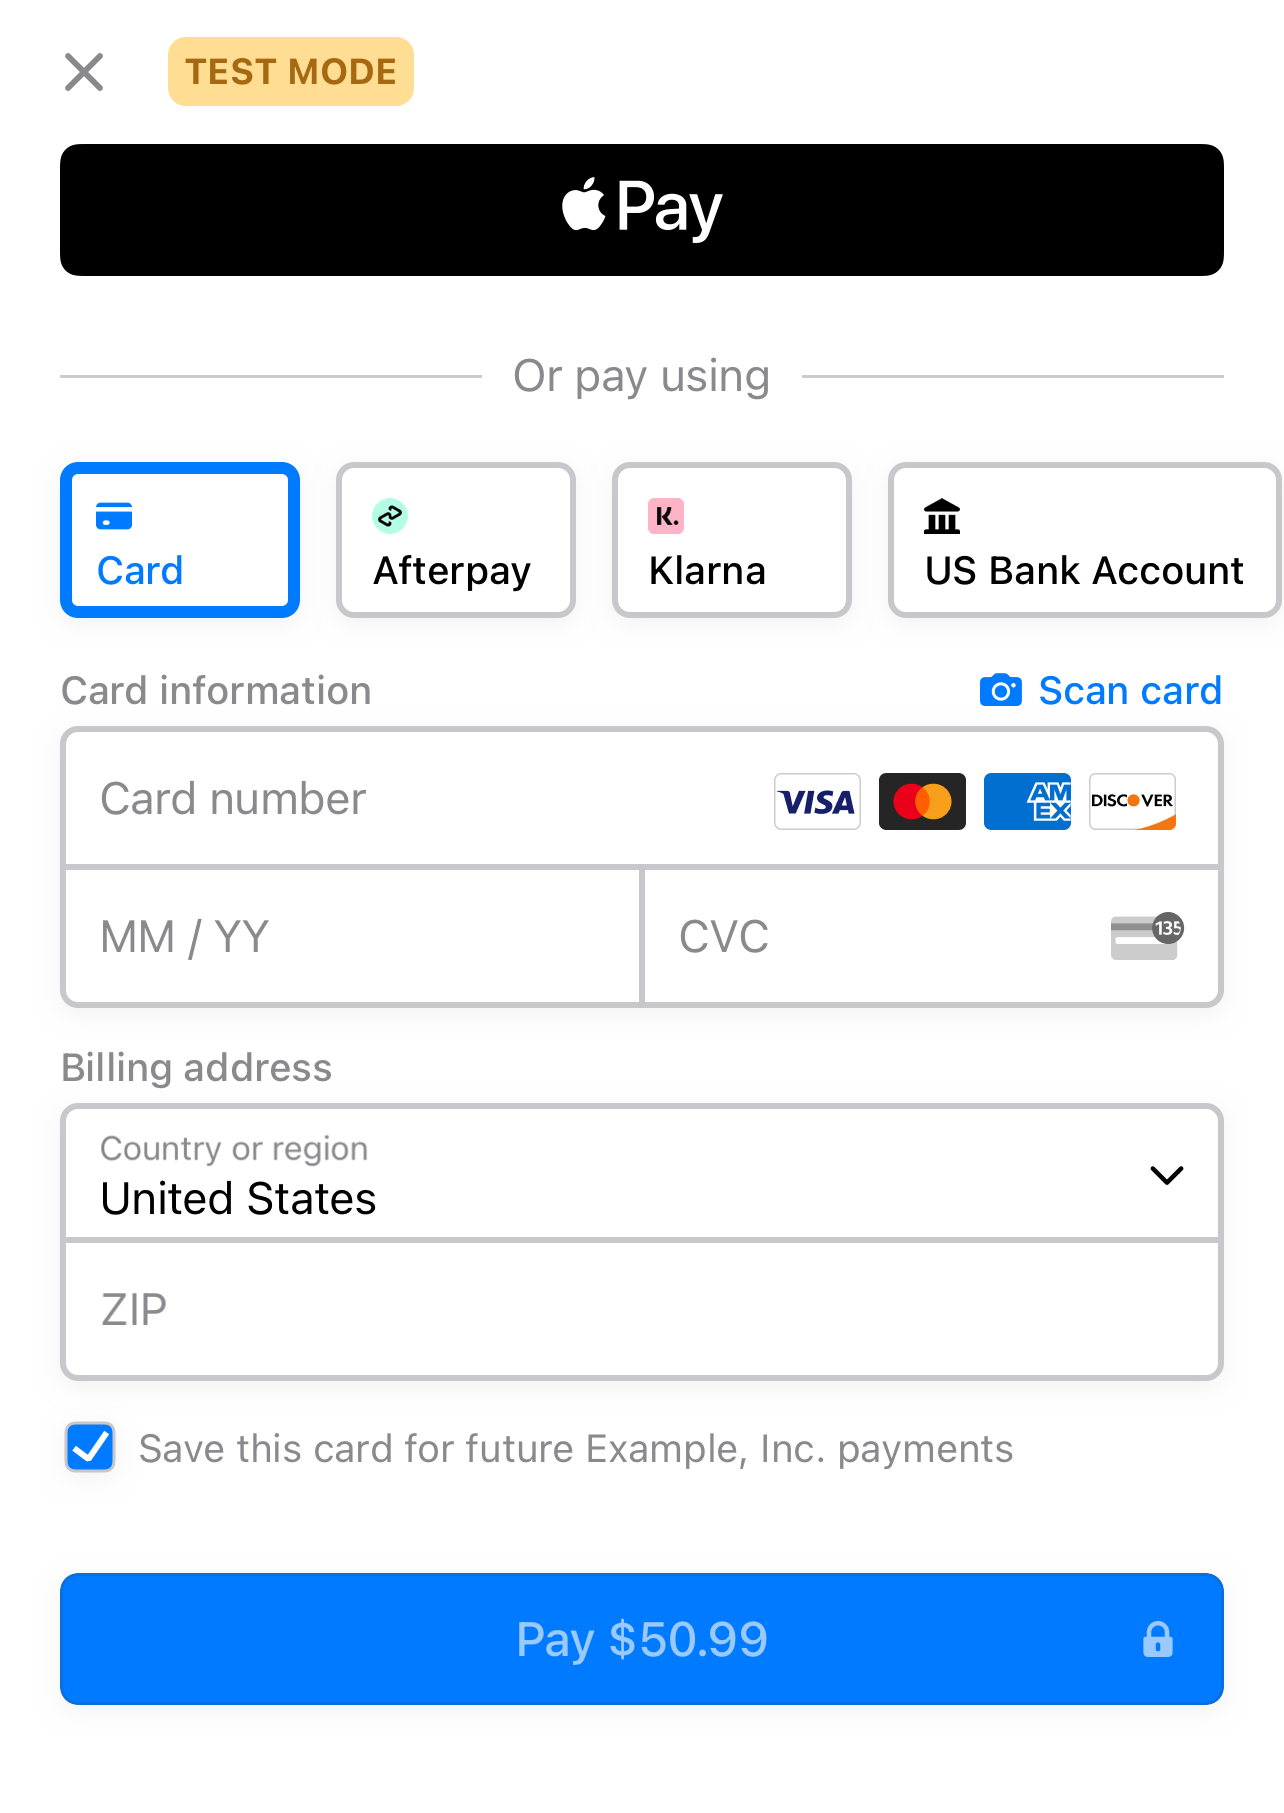 TEST MODE
Pay
Or pay using
K.
Card
Afterpay
Klarna
US Bank Account
Card information
Scan card
Card number
VISA
AM
EX
DISCOVER
MM / YY
CVC
135
Billing address
Country or region
United States
ZIP
Save this card for future Example, Inc. payments
Pay $50.99